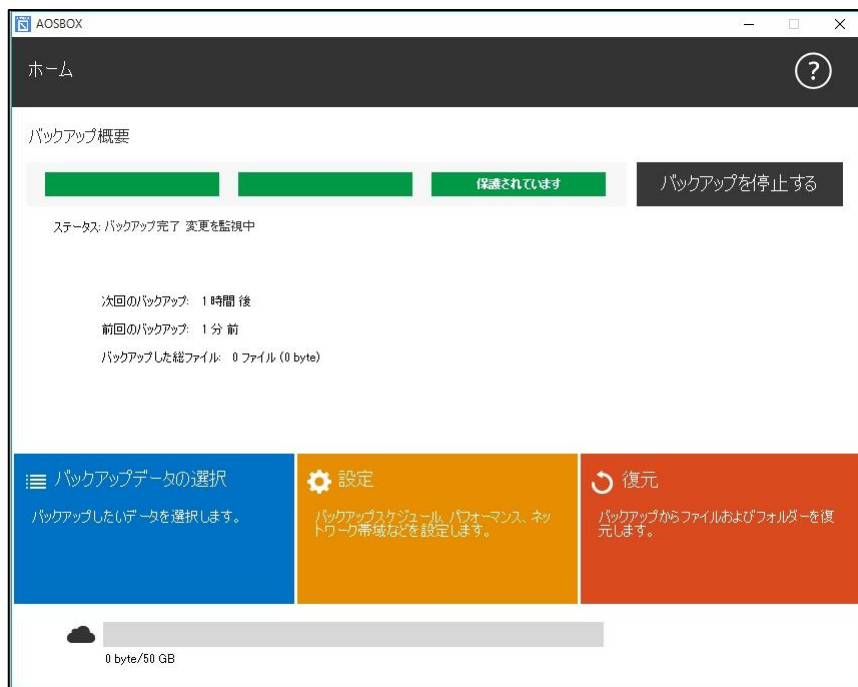 AOSBOX
ホーム
?
バックアップ概要
保護されています
バックアップを停止する
ステータス: バックアップ完了 変更を監視中
次回のバックアップ: 1 時間 後
前回のバックアップ: 1 分 前
バックアップした総ファイル: 0 ファイル (0 byte)
バックアップデータの選択
バックアップしたいデータを選択します。
設定
バックアップスケジュール、パフォーマンス、ネッ
トワーク帯域などを設定します。
復元
バックアップからファイルおよびフォルダーを復
元します。
0 byte/50 GB